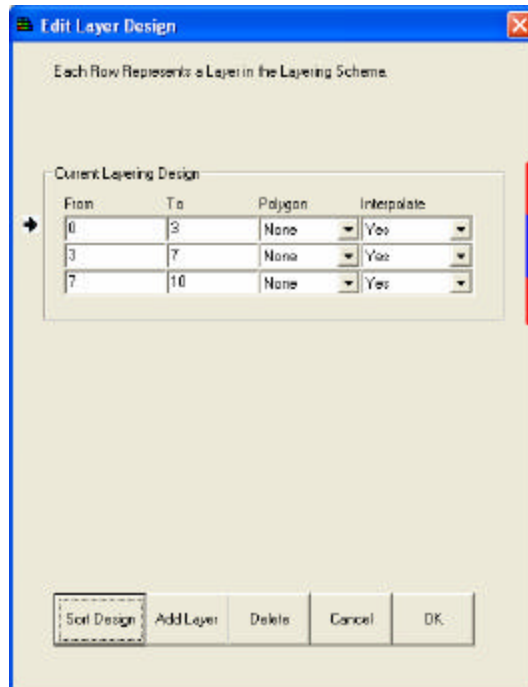 Edit Layer Design
Each Row Represents a Layer in the Layering Scheme.
Current Layering Design
From To Polygon Interpolate
0 3 None Yes
3 7 None Yes
7 10 None Yes
Sort Design Add Layer Delete Cancel OK